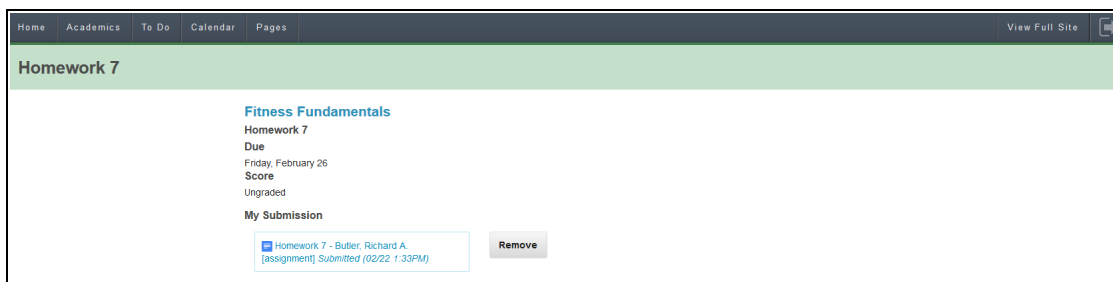 Home Academics To Do Calendar Pages View Full Site
Homework 7
Fitness Fundamentals
Homework 7
Due
Friday, February 26
Score
Ungraded
My Submission
Homework 7 - Butler, Richard A.
[assignment] Submitted (02/22 1:33PM)
Remove